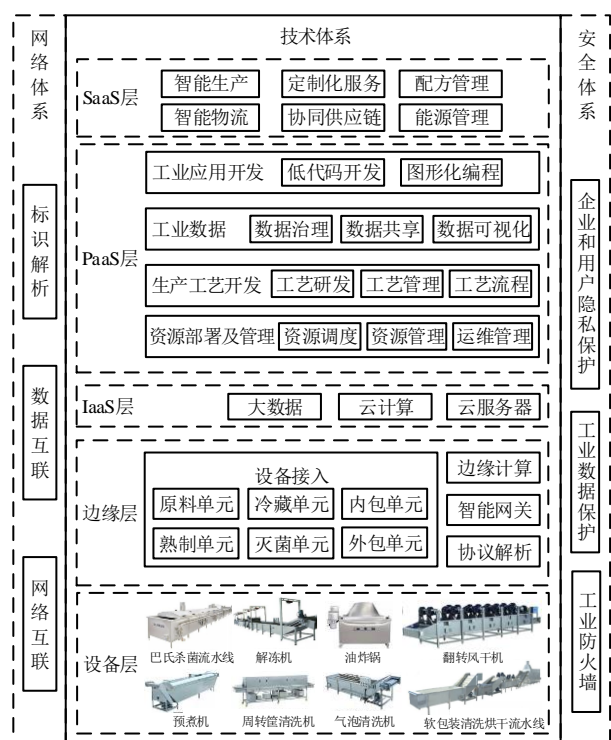 网络体系
标识解析
数据互联
网络互联
技术体系
SaaS层
智能生产 定制化服务 配方管理
智能物流 协同供应链 能源管理
PaaS层
工业应用开发 低代码开发 图形化编程
工业数据 数据治理 数据共享 数据可视化
生产工艺开发 工艺研发 工艺管理 工艺流程
资源部署及管理 资源调度 资源管理 运维管理
IaaS层 大数据 云计算 云服务器
边缘层
设备接入
原料单元 冷藏单元 内包单元
熟制单元 灭菌单元 外包单元
边缘计算
智能网关
协议解析
设备层
巴氏杀菌流水线 解冻机 油炸锅 翻转风干机
预煮机 周转筐清洗机 气泡清洗机 软包装清洗烘干流水线
安全体系
企业和用户隐私保护
工业数据保护
工业防火墙